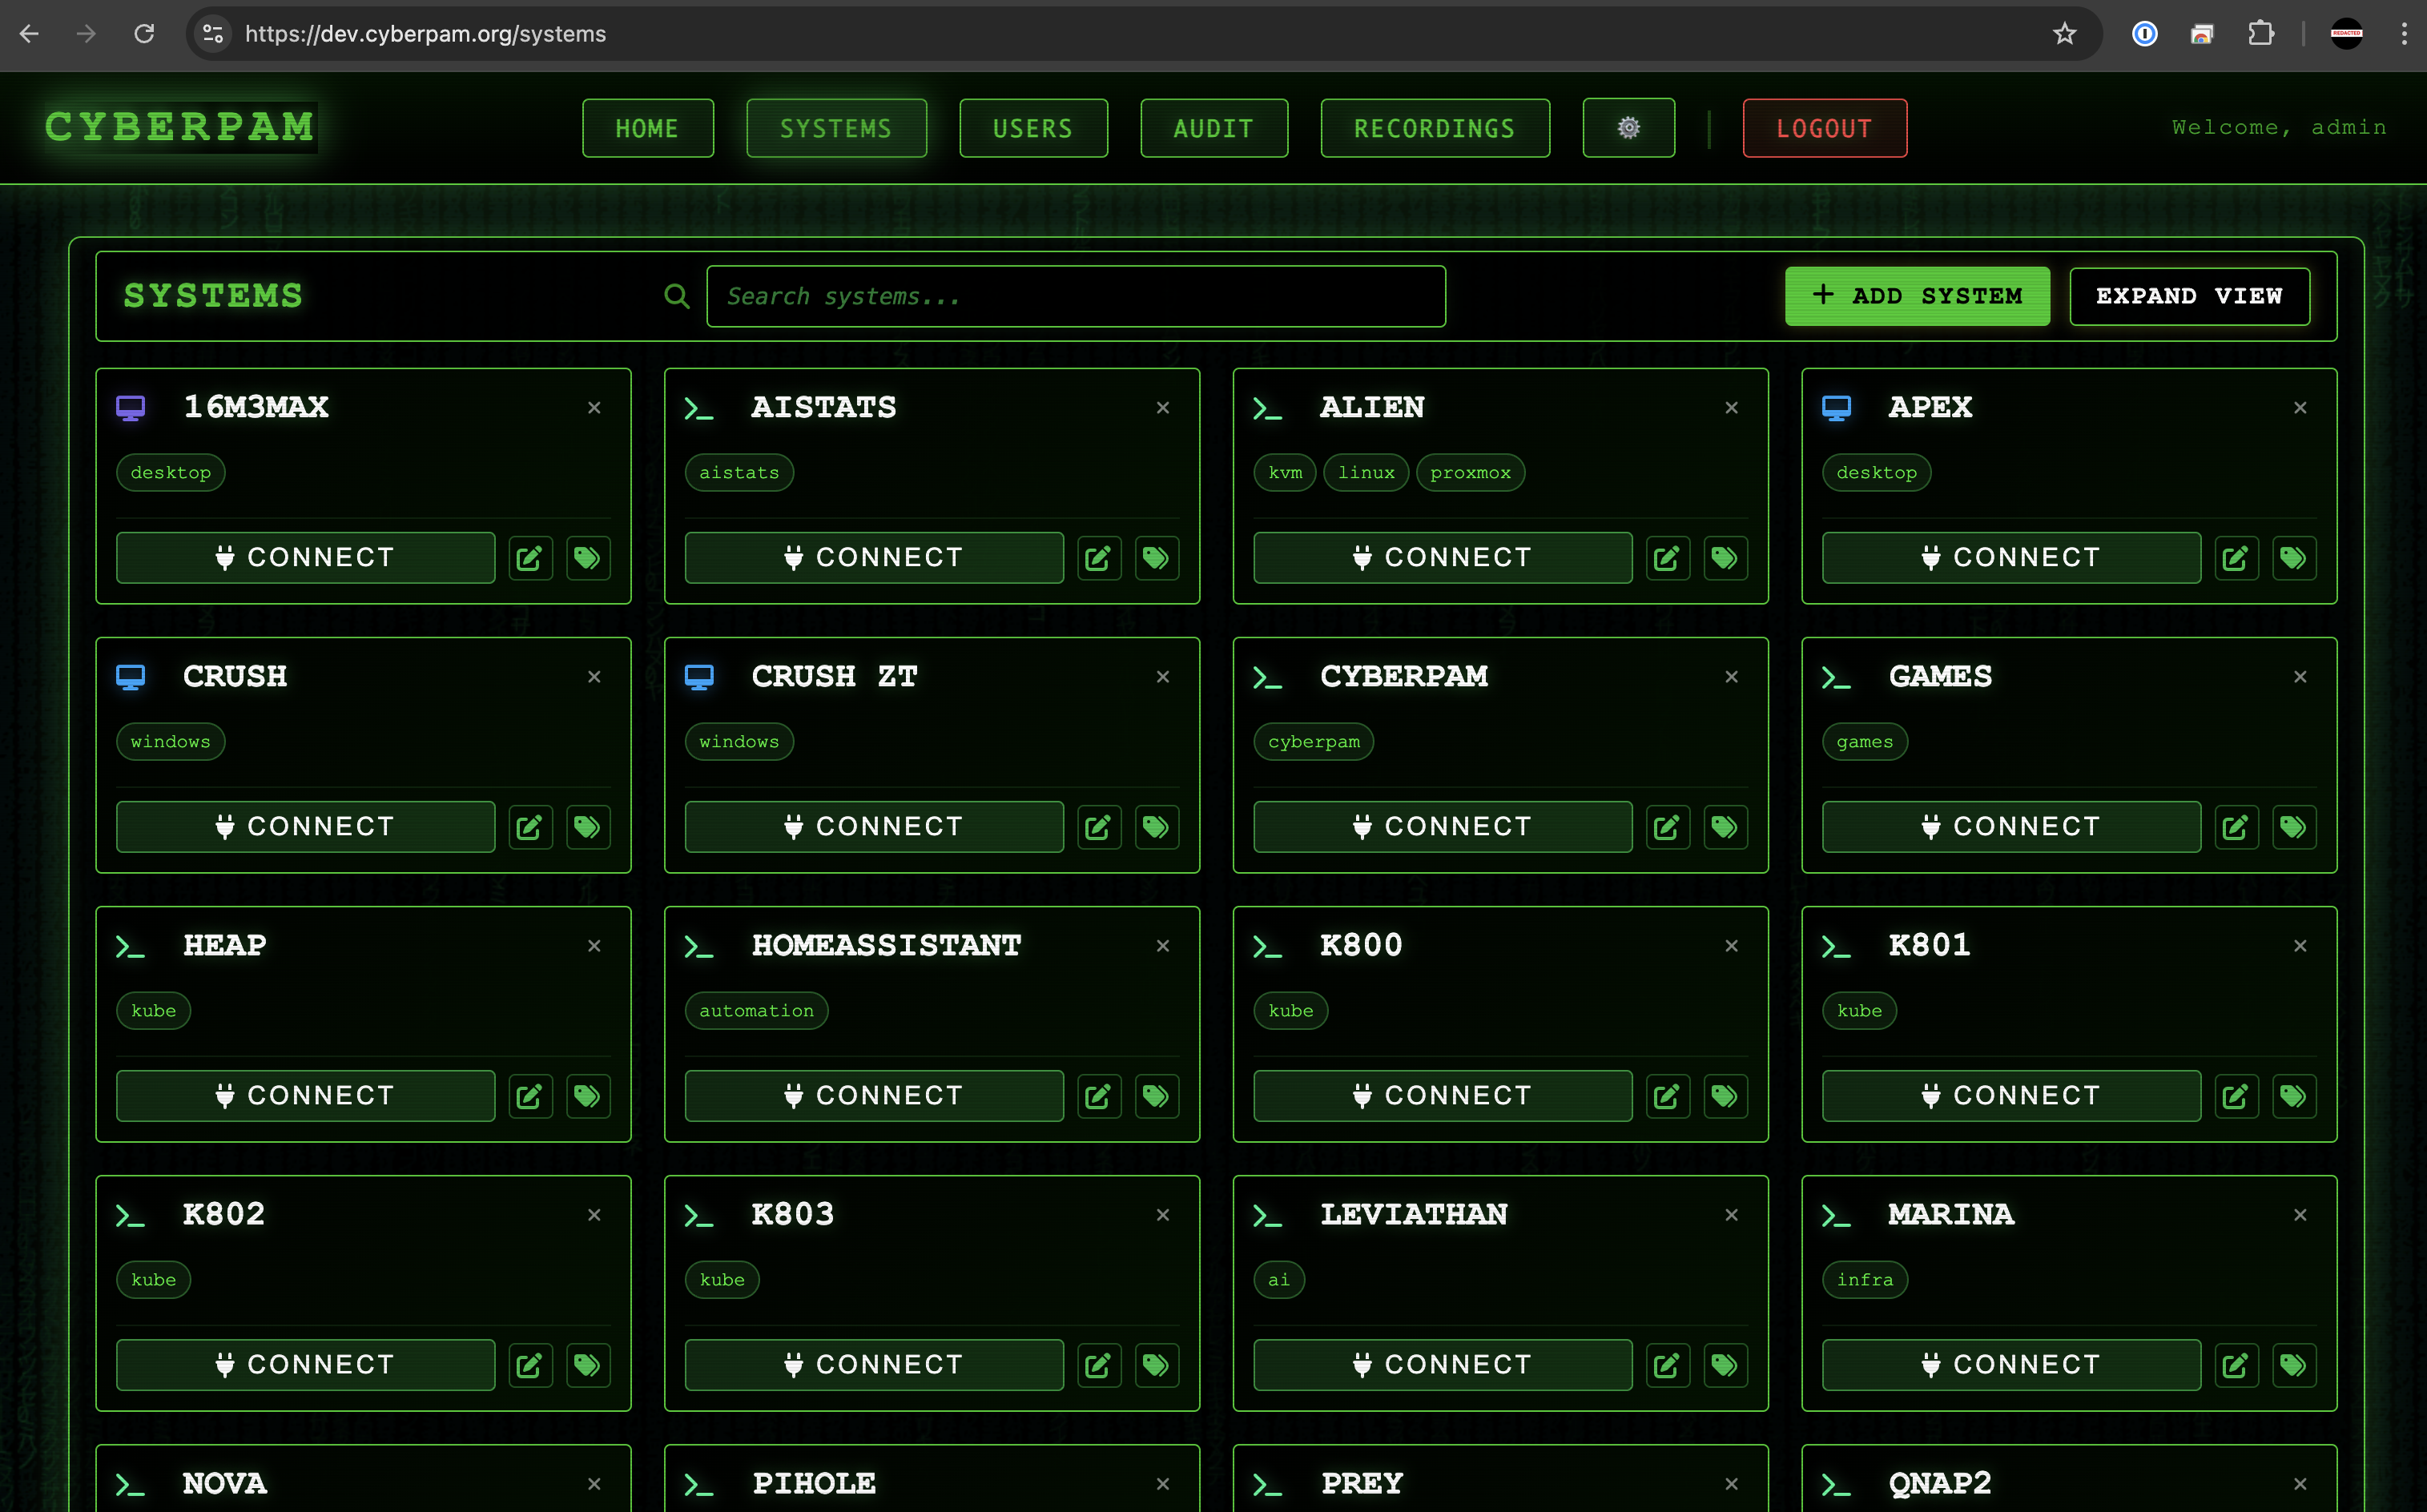 https://dev.cyberpam.org/systems
REDACTED
CYBERPAM HOME SYSTEMS USERS AUDIT RECORDINGS LOGOUT Welcome, admin
SYSTEMS Search systems... + ADD SYSTEM EXPAND VIEW
16M3MAX × AISTATS × ALIEN × APEX ×
desktop aistats kvm linux proxmox desktop
CONNECT CONNECT CONNECT CONNECT
CRUSH × CRUSH ZT × CYBERPAM × GAMES ×
windows windows cyberpam games
CONNECT CONNECT CONNECT CONNECT
HEAP × HOMEASSISTANT × K800 × K801 ×
kube automation kube kube
CONNECT CONNECT CONNECT CONNECT
K802 × K803 × LEVIATHAN × MARINA ×
kube kube ai infra
CONNECT CONNECT CONNECT CONNECT
NOVA × PIHOLE × PREY × QNAP2 ×